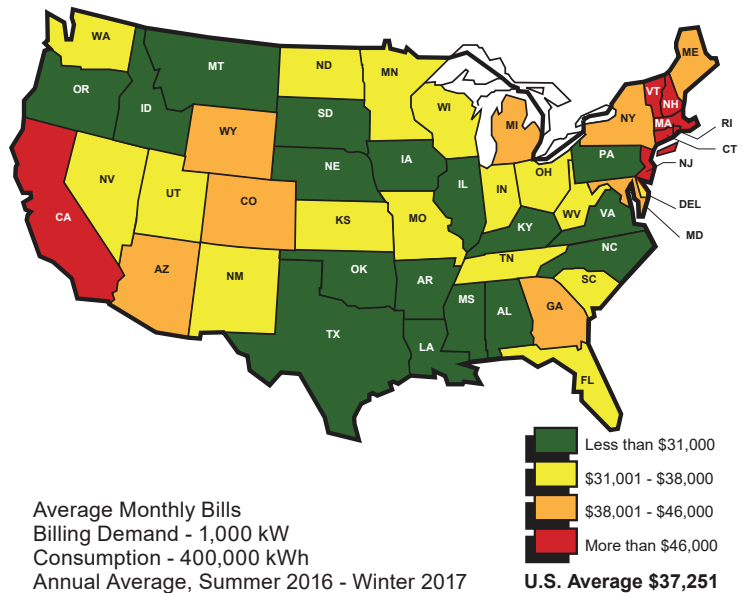 WA
ME
MT
ND
MN
VT
OR
NH
ID
SD
WI
NY
MA
RI
WY
MI
CT
IA
PA
NE
NJ
OH
NV
IL
IN
UT
CO
DEL
WV
VA
CA
KS
MO
KY
MD
NC
TN
AZ
NM
OK
AR
SC
MS
AL
GA
TX
LA
FL
Less than $31,000
$31,001 - $38,000
$38,001 - $46,000
More than $46,000
Average Monthly Bills
Billing Demand - 1,000 kW
Consumption - 400,000 kWh
Annual Average, Summer 2016 - Winter 2017
U.S. Average $37,251